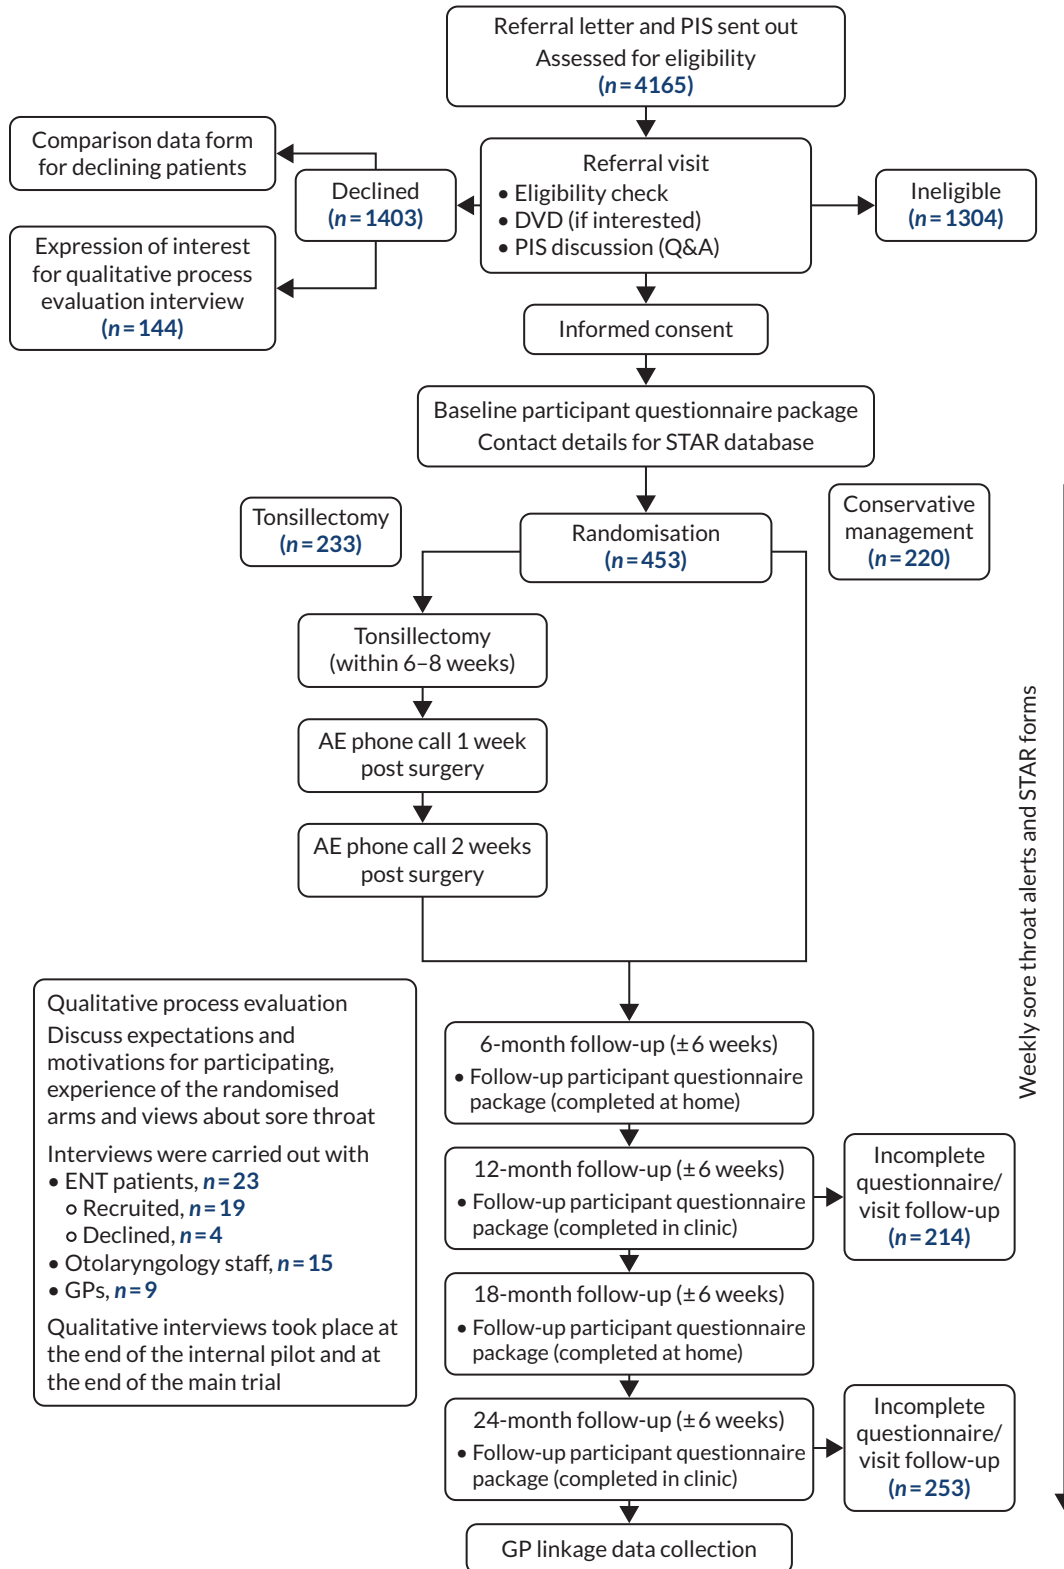 Referral letter and PIS sent out
Assessed for eligibility
(n=4165)
Comparison data form
for declining patients
Declined
(n=1403)
Referral visit
• Eligibility check
• DVD (if interested)
• PIS discussion (Q&A)
Ineligible
(n=1304)
Expression of interest
for qualitative process
evaluation interview
(n=144)
Informed consent
Baseline participant questionnaire package
Contact details for STAR database
Tonsillectomy
(n=233)
Randomisation
(n=453)
Conservative
management
(n=220)
Tonsillectomy
(within 6–8 weeks)
AE phone call 1 week
post surgery
AE phone call 2 weeks
post surgery
Weekly sore throat alerts and STAR forms
Qualitative process evaluation
Discuss expectations and
motivations for participating,
experience of the randomised
arms and views about sore throat
Interviews were carried out with
• ENT patients, n=23
○ Recruited, n=19
○ Declined, n=4
• Otolaryngology staff, n=15
• GPs, n=9
Qualitative interviews took place at
the end of the internal pilot and at
the end of the main trial
6-month follow-up (±6 weeks)
• Follow-up participant questionnaire
package (completed at home)
12-month follow-up (±6 weeks)
• Follow-up participant questionnaire
package (completed in clinic)
Incomplete
questionnaire/
visit follow-up
(n=214)
18-month follow-up (±6 weeks)
• Follow-up participant questionnaire
package (completed at home)
24-month follow-up (±6 weeks)
• Follow-up participant questionnaire
package (completed in clinic)
Incomplete
questionnaire/
visit follow-up
(n=253)
GP linkage data collection